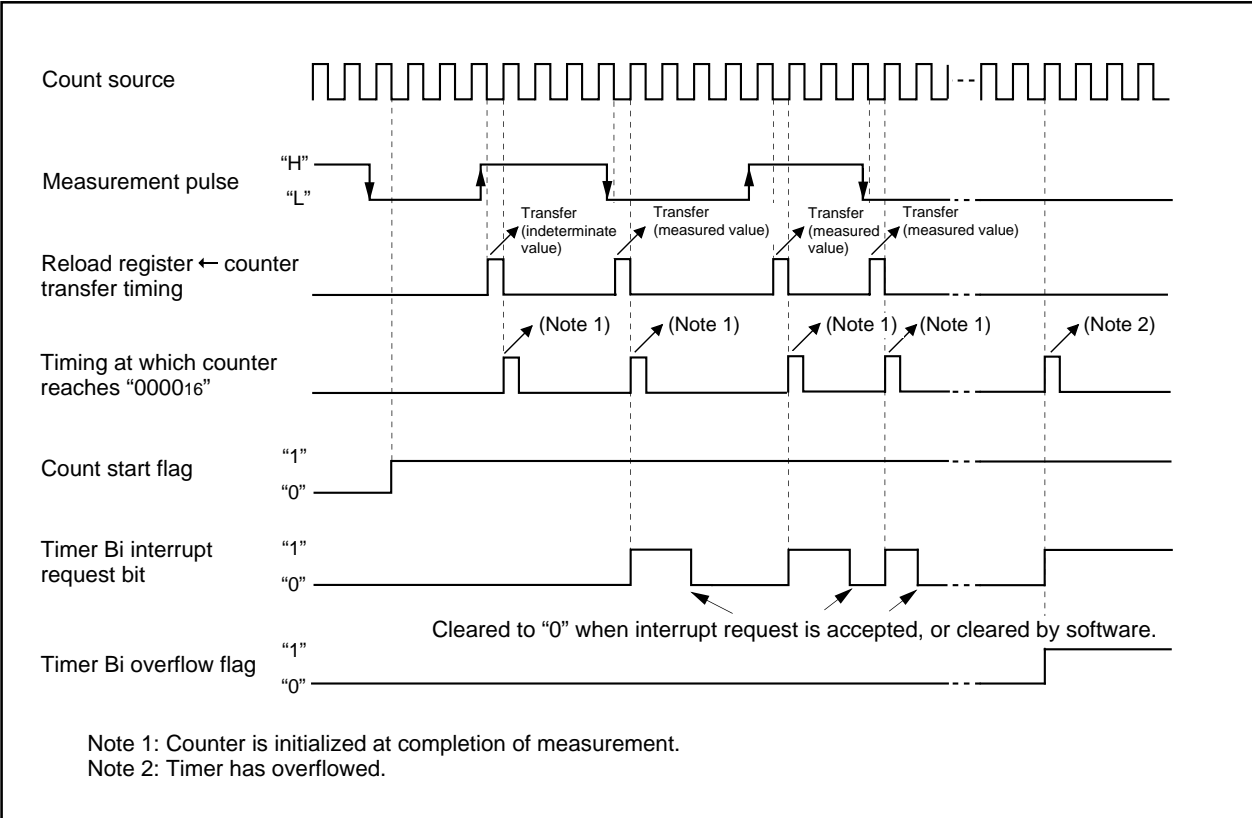 Count source
Measurement pulse
“H”
“L”
Transfer
(indeterminate
value)
Transfer
(measured value)
Transfer
(measured
value)
Transfer
(measured value)
Reload register ← counter
transfer timing
(Note 1)
(Note 1)
(Note 1)
(Note 1)
(Note 2)
Timing at which counter
reaches “000016”
Count start flag
“1”
“0”
Timer Bi interrupt
request bit
“1”
“0”
Cleared to “0” when interrupt request is accepted, or cleared by software.
Timer Bi overflow flag
“1”
“0”
Note 1: Counter is initialized at completion of measurement.
Note 2: Timer has overflowed.